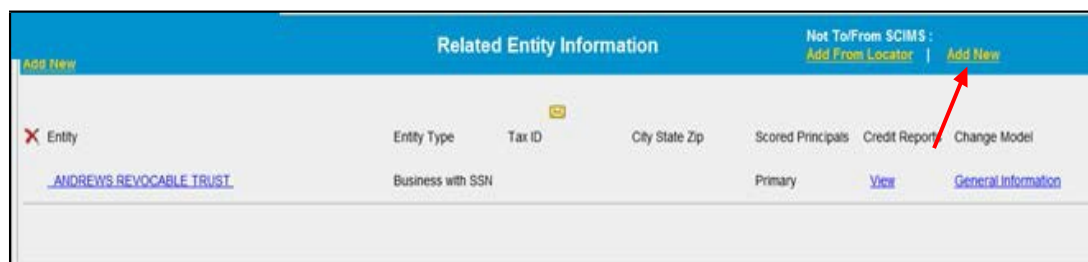 Related Entity Information
Not To/From SCIMS :
Add From Locator | Add New
Add New
Entity Entity Type Tax ID City State Zip Scored Principals Credit Reports Change Model
ANDREWS REVOCABLE TRUST Business with SSN Primary View General Information